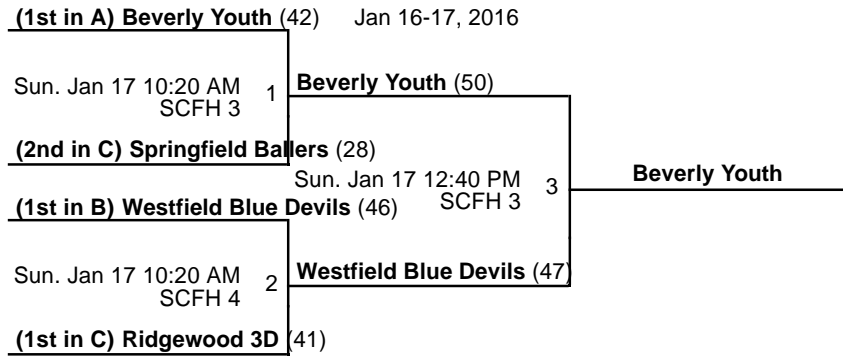 (1st in A) Beverly Youth (42) Jan 16-17, 2016
Sun. Jan 17 10:20 AM 1 Beverly Youth (50)
SCFH 3
(2nd in C) Springfield Ballers (28)
Sun. Jan 17 12:40 PM 3 Beverly Youth
SCFH 3
(1st in B) Westfield Blue Devils (46)
Sun. Jan 17 10:20 AM 2 Westfield Blue Devils (47)
SCFH 4
(1st in C) Ridgewood 3D (41)